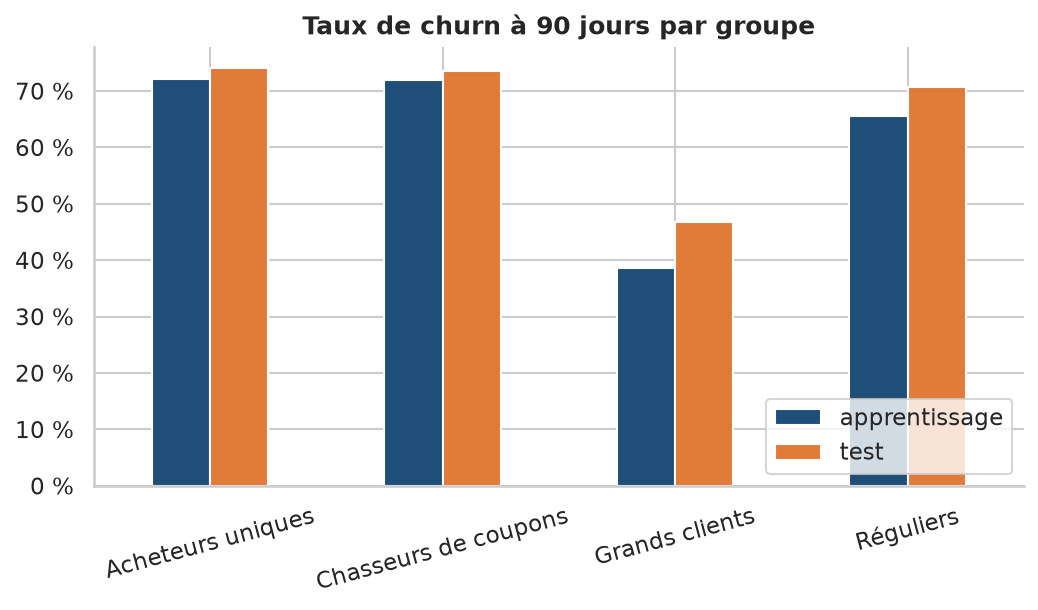 Taux de churn à 90 jours par groupe
70 %
60 %
50 %
40 %
30 %
20 %
10 %
0 %
apprentissage
test
Acheteurs uniques
Chasseurs de coupons
Grands clients
Réguliers